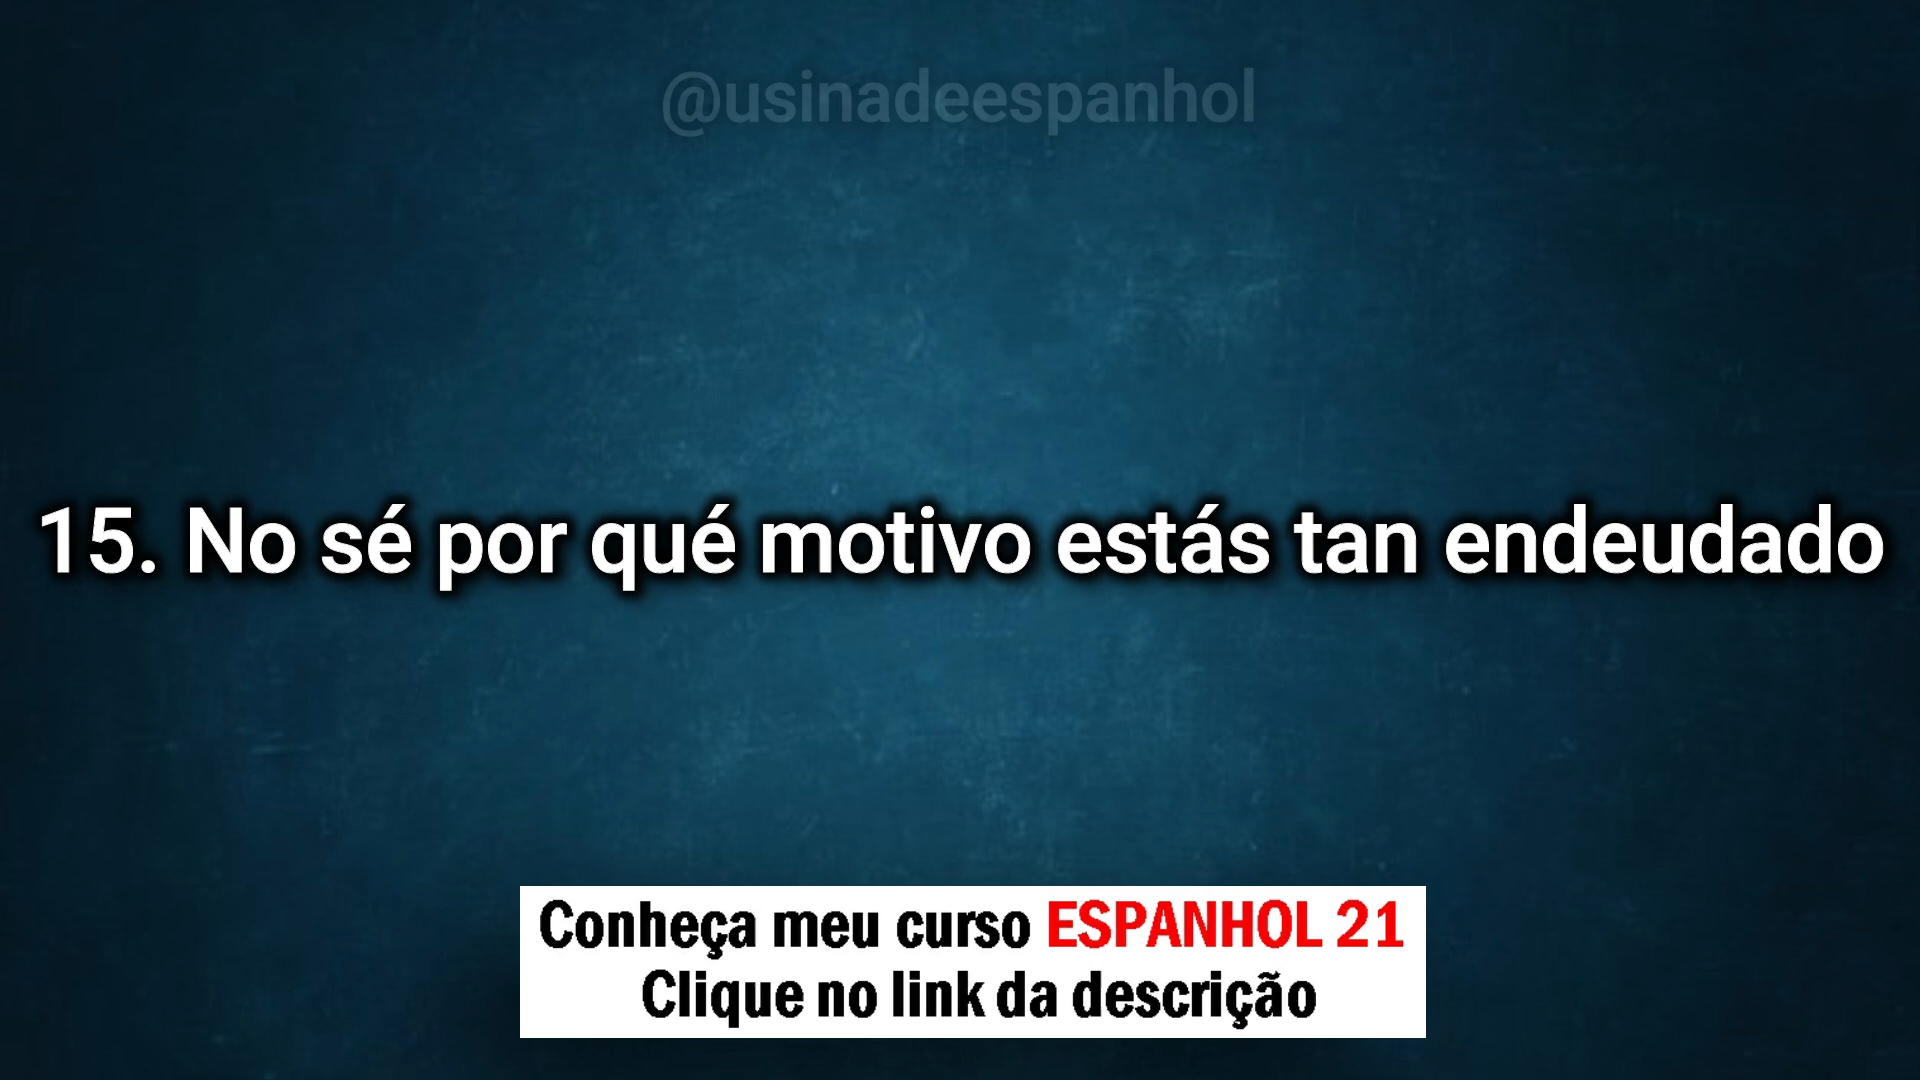 @usinadeespanhol
15. No sé por qué motivo estás tan endeudado
Conheça meu curso ESPANHOL 21
Clique no link da descrição